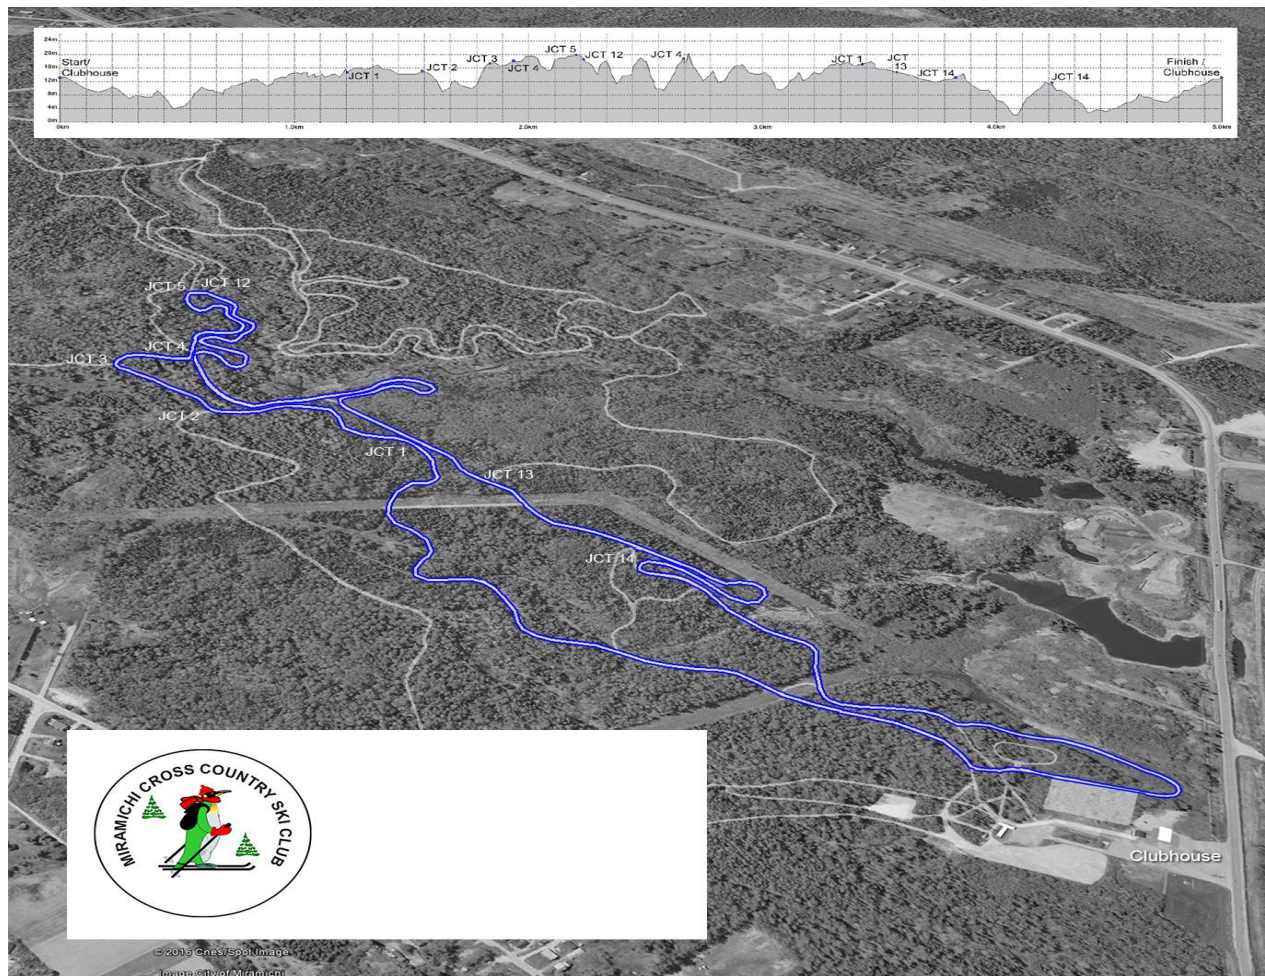 24m
20m
16m
12m
8m
4m
0m
Start/
Clubhouse
JCT 1
JCT 2
JCT 3
JCT 4
JCT 5
JCT 12
JCT 4
JCT 1
JCT
13
JCT 14
JCT 14
Finish /
Clubhouse
0km
1.0km
2.0km
3.0km
4.0km
5.0km
JCT 5
JCT 12
JCT 4
JCT 3
JCT 2
JCT 1
JCT 13
JCT 14
Clubhouse
MIRAMICHI CROSS COUNTRY SKI CLUB
© 2016 Cnes/Spot Image
Image City of Miramichi